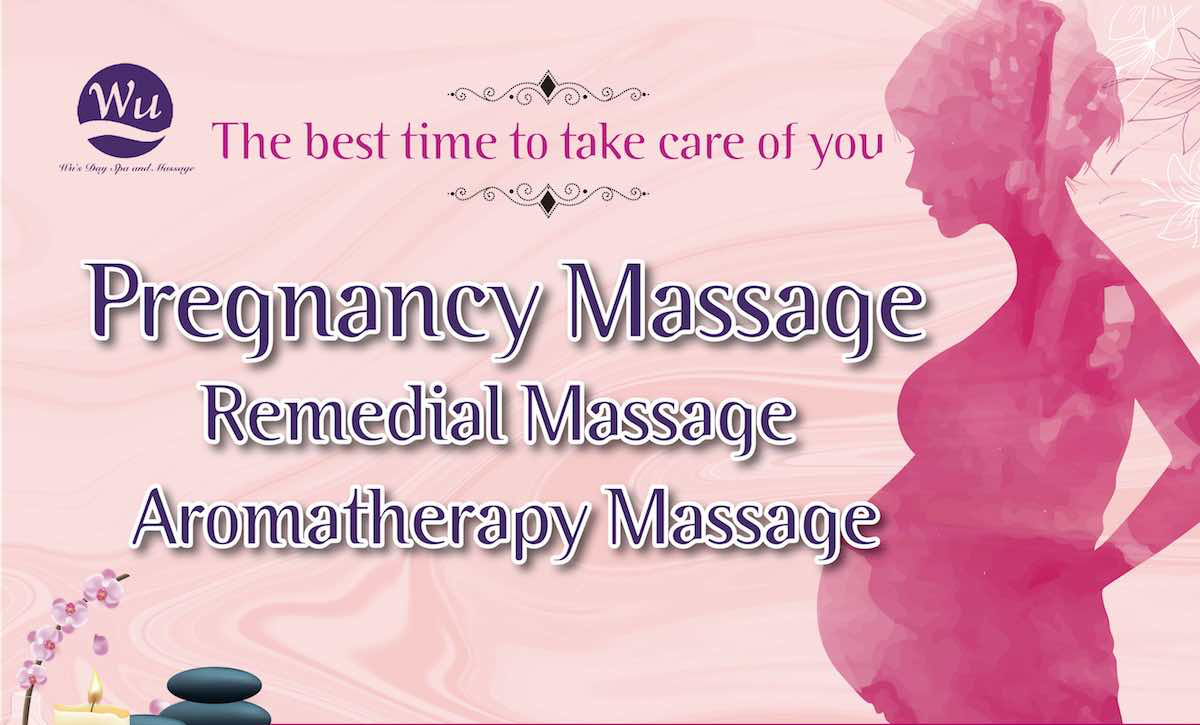 Wu
Wu's Day Spa and Massage
The best time to take care of you
Pregnancy Massage
Remedial Massage
Aromatherapy Massage